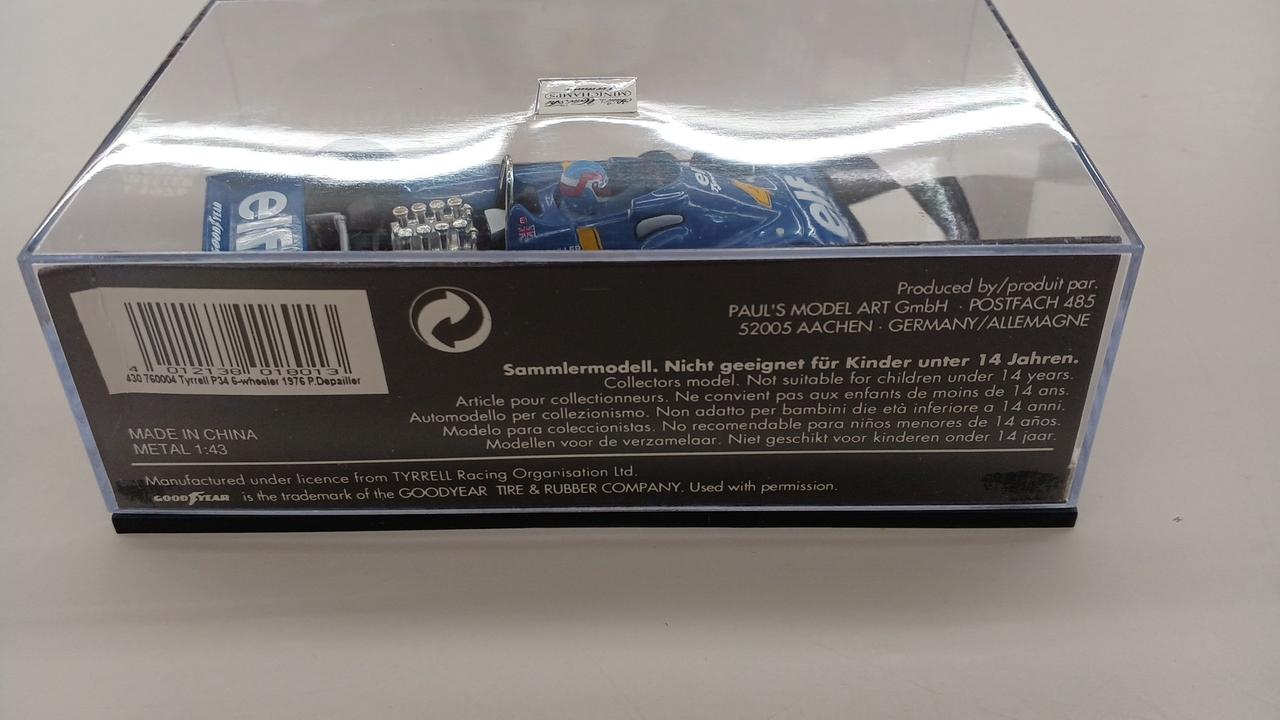 MINICHAMPS
elf
GOODYEAR
elf
4
elf
4 012138 018013
430 760004 Tyrrell P34 6-wheeler 1976 P.Depailler
MADE IN CHINA
METAL 1:43
Produced by/produit par.
PAUL'S MODEL ART GmbH · POSTFACH 485
52005 AACHEN · GERMANY/ALLEMAGNE
Sammlermodell. Nicht geeignet für Kinder unter 14 Jahren.
Collectors model. Not suitable for children under 14 years.
Article pour collectionneurs. Ne convient pas aux enfants de moins de 14 ans.
Automodello per collezionismo. Non adatto per bambini die età inferiore a 14 anni.
Modelo para coleccionistas. No recomendable para niños menores de 14 años.
Modellen voor de verzamelaar. Niet geschikt voor kinderen onder 14 jaar.
Manufactured under licence from TYRRELL Racing Organisation Ltd.
GOODYEAR is the trademark of the GOODYEAR TIRE & RUBBER COMPANY. Used with permission.